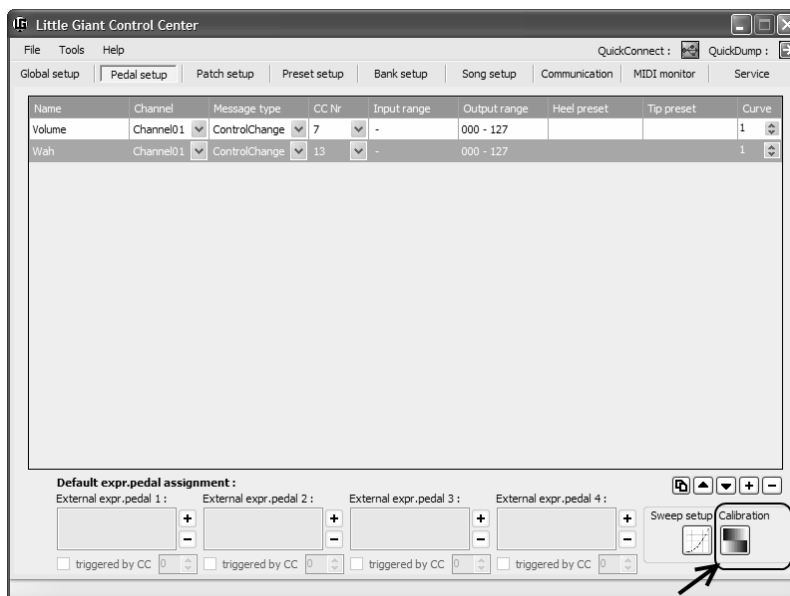 Little Giant Control Center
File Tools Help QuickConnect : QuickDump :
Global setup Pedal setup Patch setup Preset setup Bank setup Song setup Communication MIDI monitor Service
Name Channel Message type CC Nr Input range Output range Heel preset Tip preset Curve
Volume Channel01 ControlChange 7 - 000 - 127 1
Wah Channel01 ControlChange 13 - 000 - 127 1
Default expr.pedal assignment :
External expr.pedal 1 : External expr.pedal 2 : External expr.pedal 3 : External expr.pedal 4 :
Sweep setup Calibration
triggered by CC 0 triggered by CC 0 triggered by CC 0 triggered by CC 0